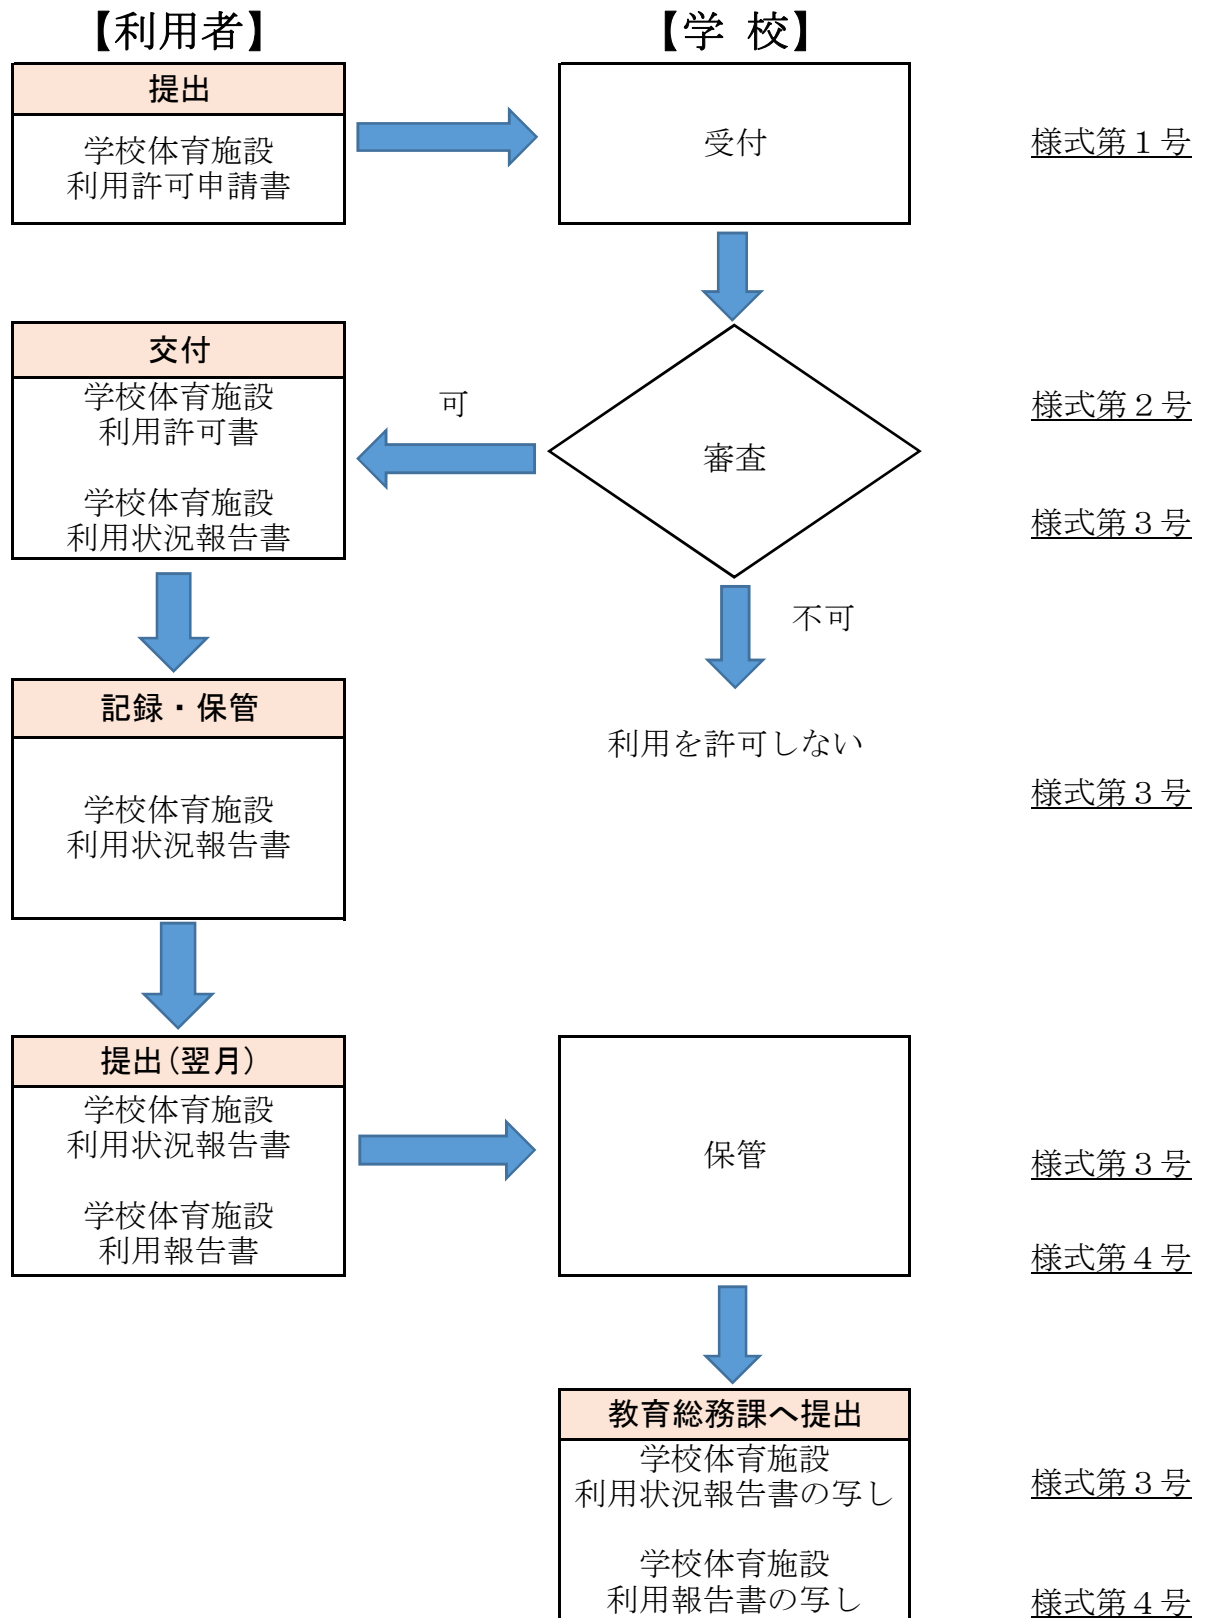 【利用者】
【学 校】
提出
学校体育施設
利用許可申請書
受付
様式第１号
交付
学校体育施設
利用許可書
学校体育施設
利用状況報告書
可
審査
様式第２号
様式第３号
不可
利用を許可しない
記録・保管
学校体育施設
利用状況報告書
様式第３号
提出（翌月）
学校体育施設
利用状況報告書
学校体育施設
利用報告書
保管
様式第３号
様式第４号
教育総務課へ提出
学校体育施設
利用状況報告書の写し
学校体育施設
利用報告書の写し
様式第３号
様式第４号